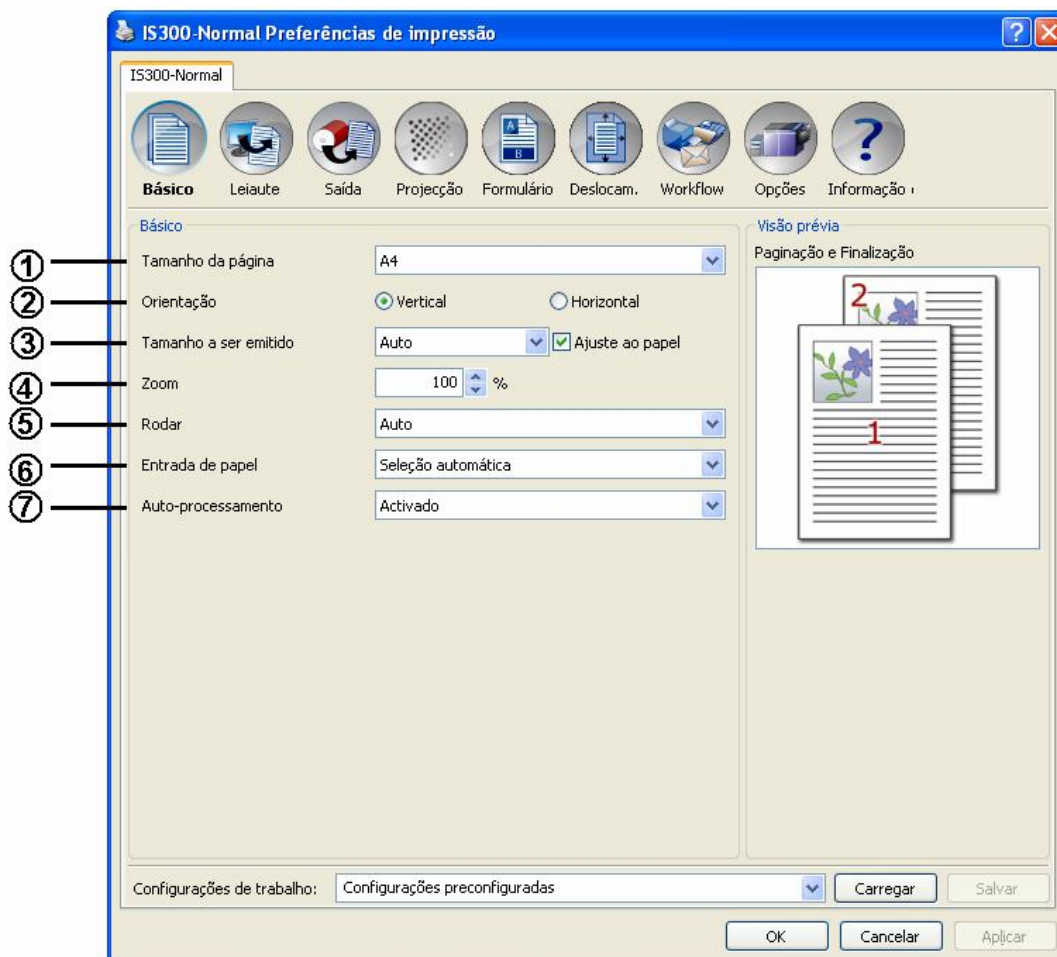 IS300-Normal Preferências de impressão
IS300-Normal
Básico Leiaute Saída Projecção Formulário Deslocam. Workflow Opções Informação
A
B
Básico
① Tamanho da página A4
② Orientação Vertical Horizontal
③ Tamanho a ser emitido Auto Ajuste ao papel
④ Zoom 100 %
⑤ Rodar Auto
⑥ Entrada de papel Seleção automática
⑦ Auto-processamento Activado
Visão prévia
Paginação e Finalização
2
1
Configurações de trabalho: Configurações preconfiguradas Carregar Salvar
OK Cancelar Aplicar